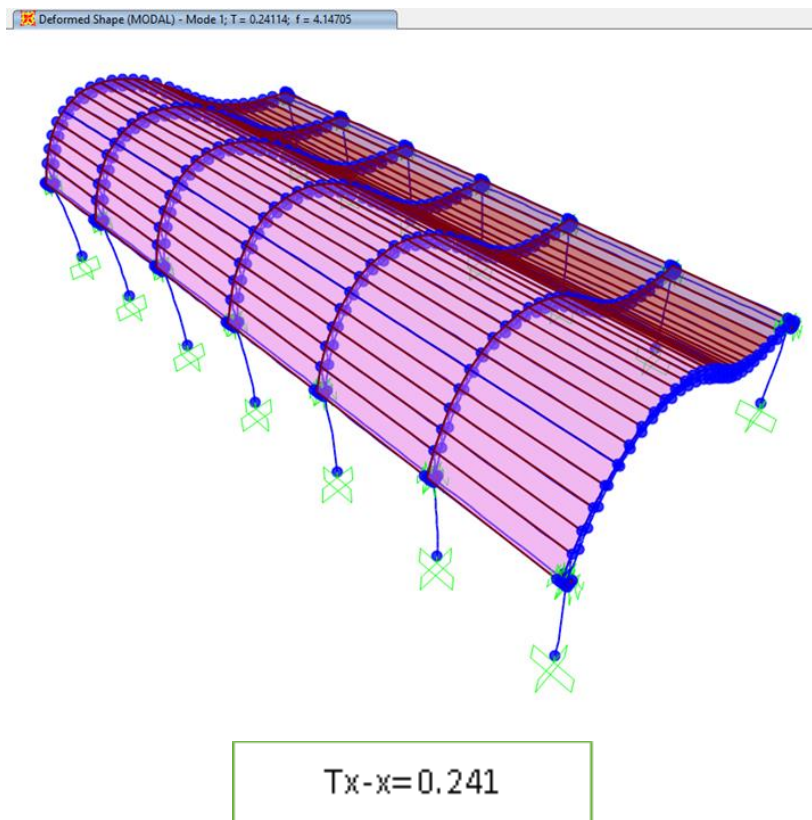 Deformed Shape (MODAL) - Mode 1; T = 0.24114;  f = 4.14705
Tx-x=0.241